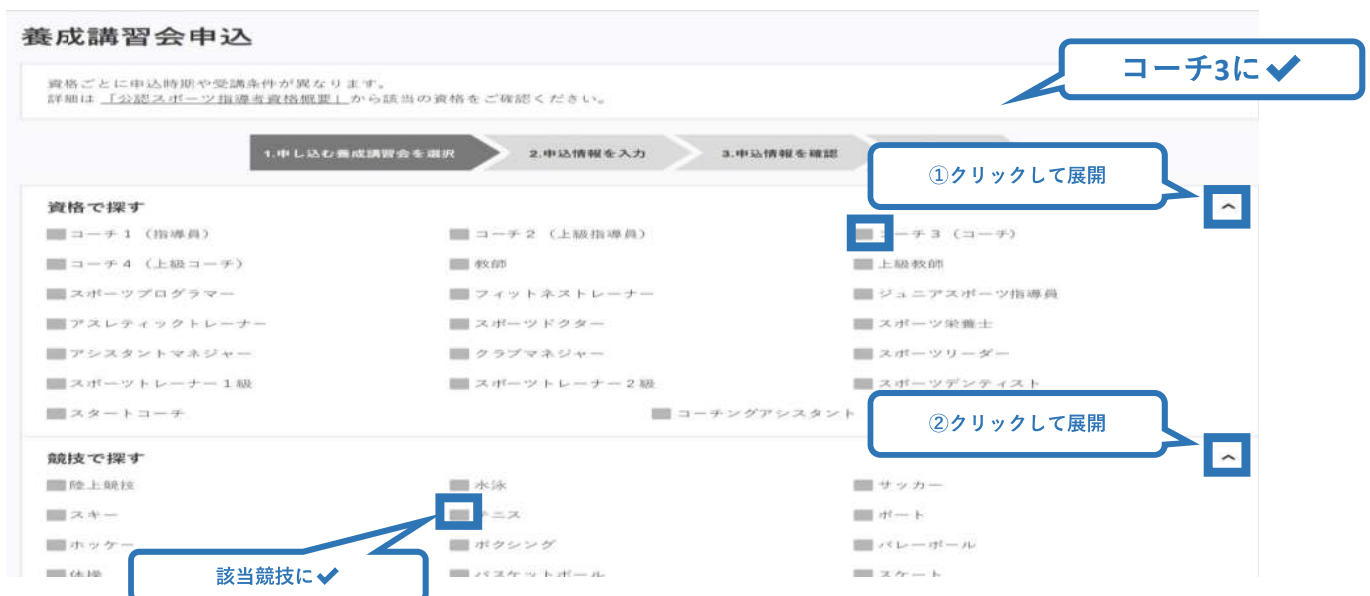 養成講習会申込
コーチ3に✔
資格ごとに申込時期や受講条件が異なります。
詳細は「公認スポーツ指導者資格概要」から該当の資格をご確認ください。
1.申し込む養成講習会を選択
2.申込情報を入力
3.申込情報を確認
①クリックして展開
資格で探す
コーチ1（指導員）
コーチ2（上級指導員）
コーチ3（コーチ）
コーチ4（上級コーチ）
教師
上級教師
スポーツプログラマー
フィットネストレーナー
ジュニアスポーツ指導員
アスレティックトレーナー
スポーツドクター
スポーツ栄養士
アシスタントマネジャー
クラブマネジャー
スポーツリーダー
スポーツトレーナー1級
スポーツトレーナー2級
スポーツデンティスト
スタートコーチ
コーチングアシスタント
②クリックして展開
競技で探す
陸上競技
水泳
サッカー
スキー
テニス
ボート
ホッケー
ボクシング
バレーボール
体操
バスケットボール
スケート
該当競技に✔